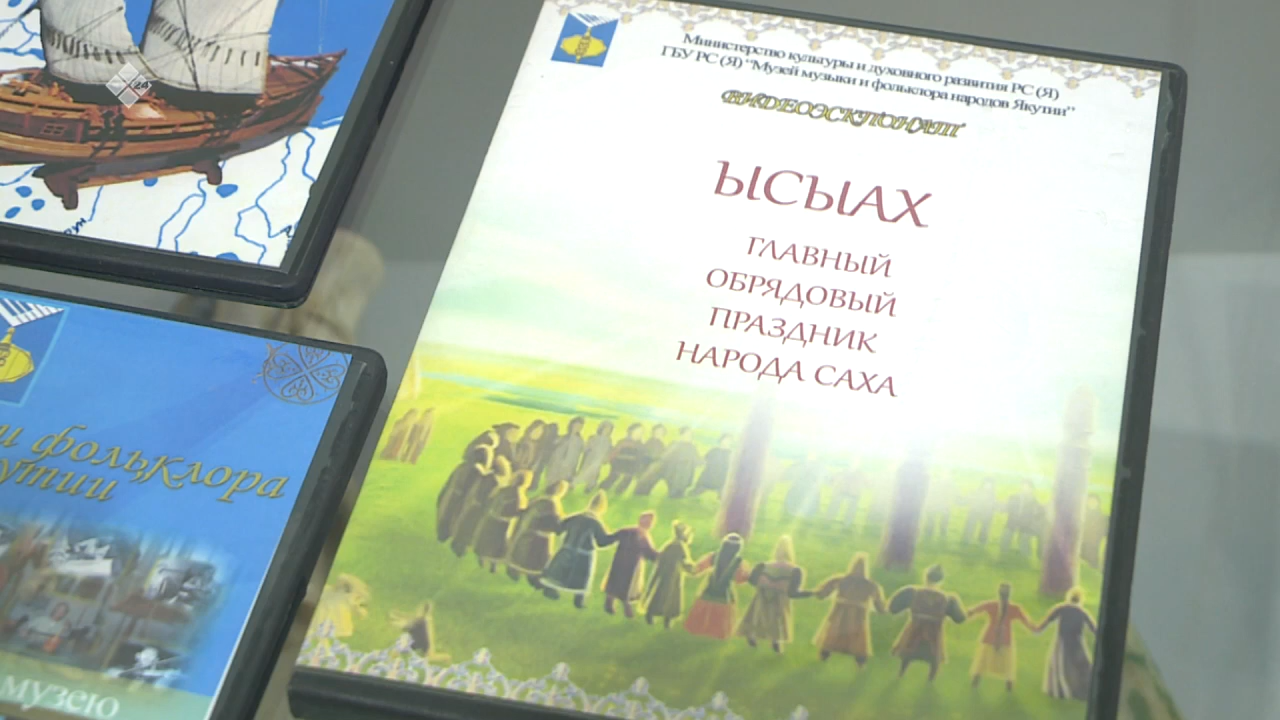 Министерство культуры и духовного развития РС (Я)
ГБУ РС (Я) "Музей музыки и фольклора народов Якутии"
ВИДЕОЭКСПОНАТ
ЫСЫАХ
ГЛАВНЫЙ
ОБРЯДОВЫЙ
ПРАЗДНИК
НАРОДА САХА
и фольклора
музею
24